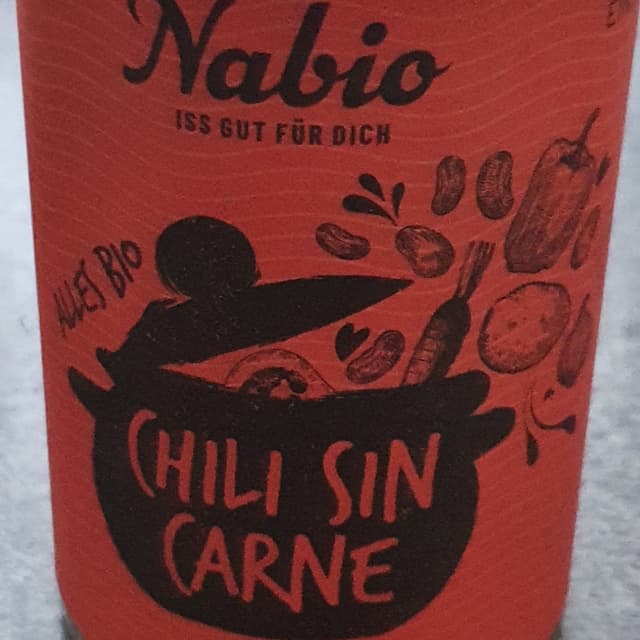 Nabio
ISS GUT FÜR DICH
ALLES BIO
CHILI SIN
CARNE